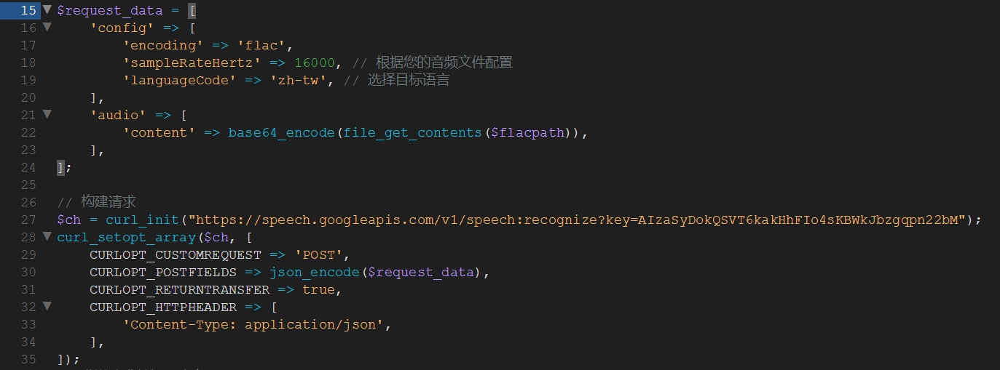 15 $request_data = [
16 'config' => [
17 'encoding' => 'flac',
18 'sampleRateHertz' => 16000, // 根据您的音频文件配置
19 'languageCode' => 'zh-tw', // 选择目标语言
20 ],
21 'audio' => [
22 'content' => base64_encode(file_get_contents($flacpath)),
23 ],
24 ];
25
26 // 构建请求
27 $ch = curl_init("https://speech.googleapis.com/v1/speech:recognize?key=AIzaSyDokQSVT6kakHhFIo4sKBWkJbzgqpn22bM");
28 curl_setopt_array($ch, [
29 CURLOPT_CUSTOMREQUEST => 'POST',
30 CURLOPT_POSTFIELDS => json_encode($request_data),
31 CURLOPT_RETURNTRANSFER => true,
32 CURLOPT_HTTPHEADER => [
33 'Content-Type: application/json',
34 ],
35 ]);